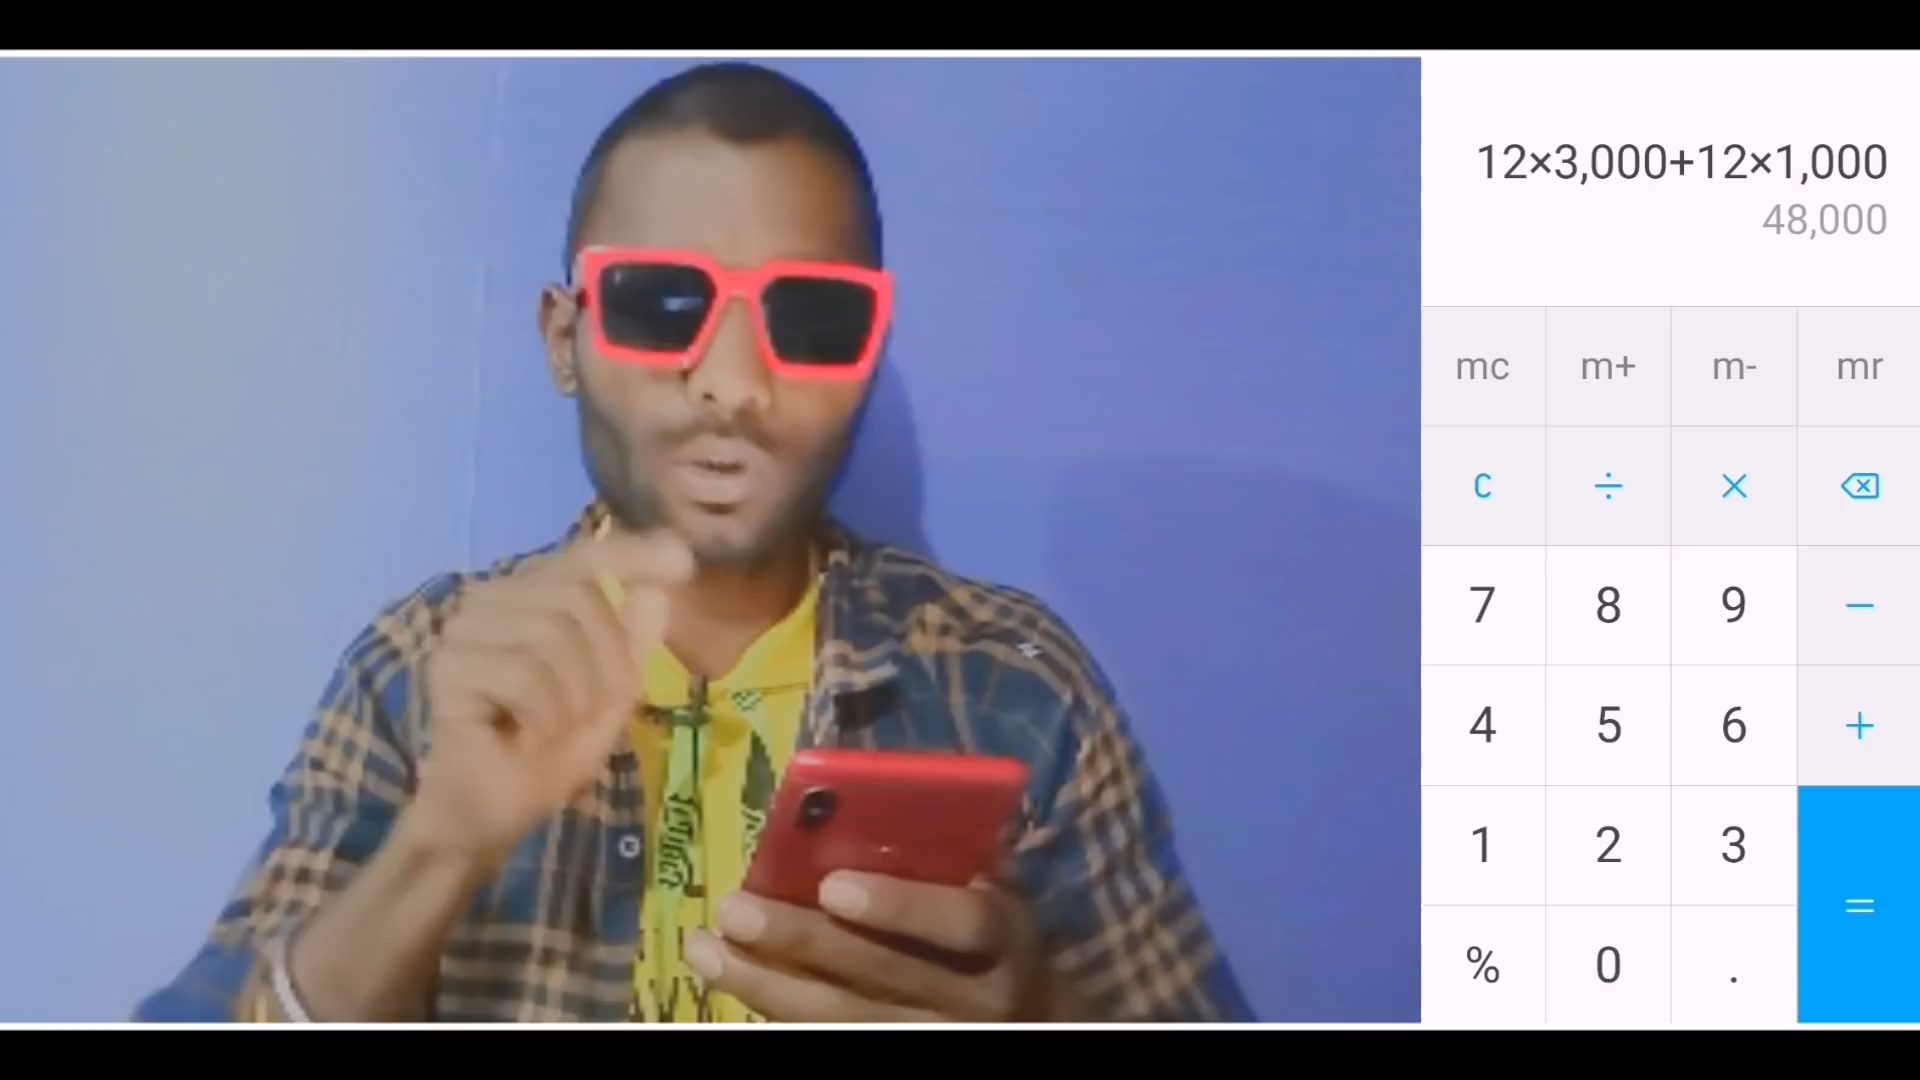 12×3,000+12×1,000
48,000
mc m+ m- mr
C ÷ × 
7 8 9 −
4 5 6 +
1 2 3 =
% 0 .